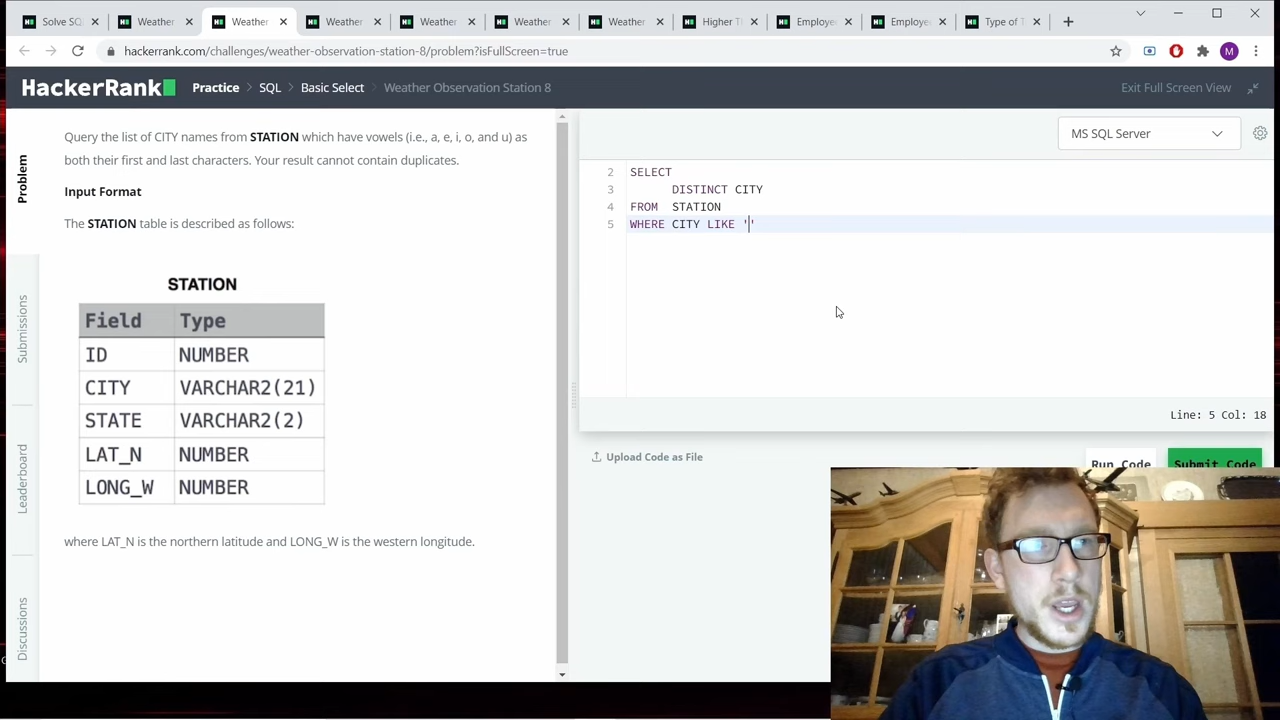 Solve SQ
Weather
Weather
Weather
Weather
Weather
Weather
Higher T
Employe
Employe
Type of T
hackerrank.com/challenges/weather-observation-station-8/problem?isFullScreen=true
M
HackerRank
Practice
SQL
Basic Select
Weather Observation Station 8
Exit Full Screen View
Problem
Submissions
Leaderboard
Discussions
Query the list of CITY names from STATION which have vowels (i.e., a, e, i, o, and u) as
both their first and last characters. Your result cannot contain duplicates.
Input Format
The STATION table is described as follows:
STATION
Field Type
ID NUMBER
CITY VARCHAR2(21)
STATE VARCHAR2(2)
LAT_N NUMBER
LONG_W NUMBER
where LAT_N is the northern latitude and LONG_W is the western longitude.
MS SQL Server
2 SELECT
3 DISTINCT CITY
4 FROM STATION
5 WHERE CITY LIKE ''
Line: 5 Col: 18
Upload Code as File
Run Code
Submit Code